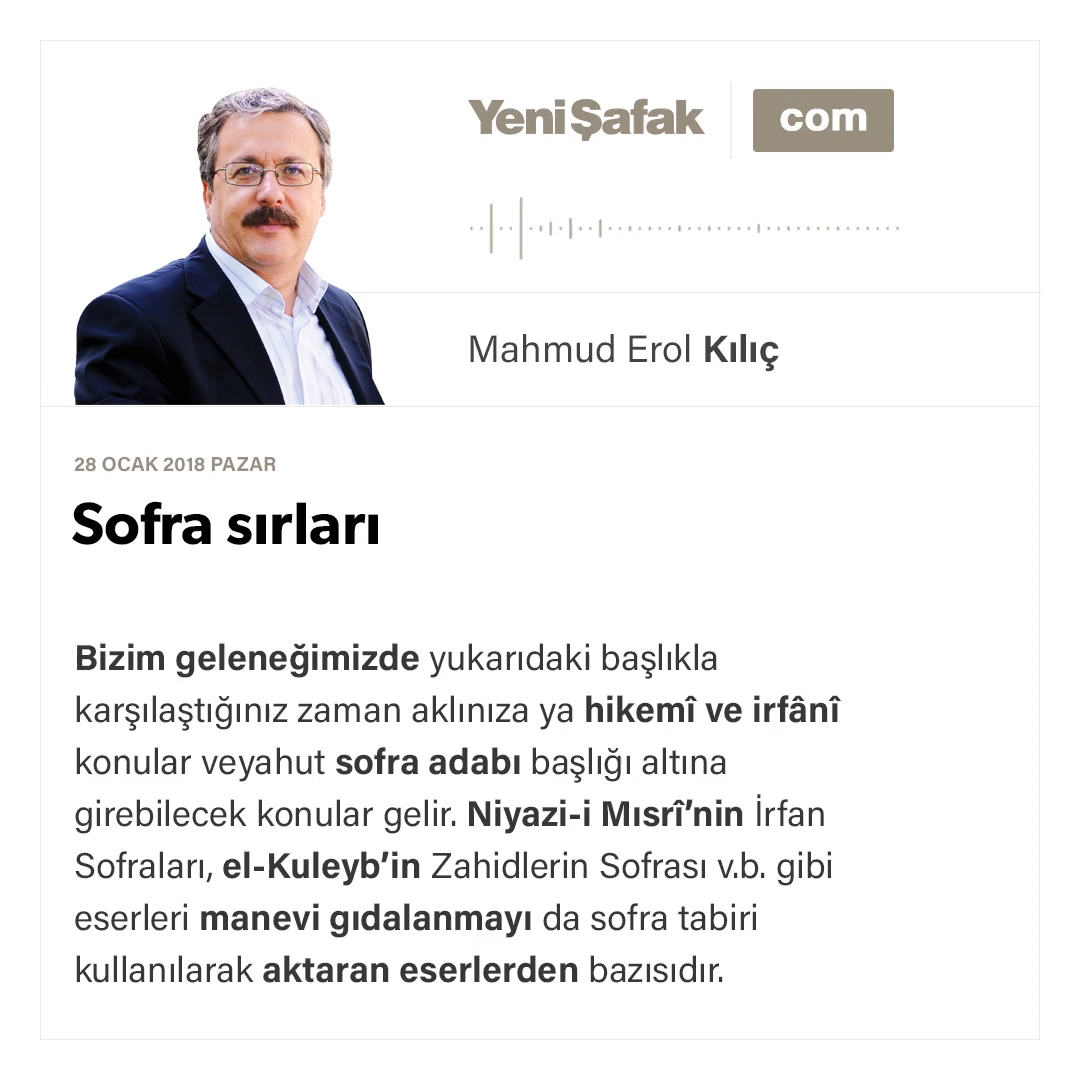 YeniŞafak com
Mahmud Erol Kılıç
28 OCAK 2018 PAZAR
Sofra sırları
Bizim geleneğimizde yukarıdaki başlıkla
karşılaştığınız zaman aklınıza ya hikemî ve irfânî
konular veyahut sofra adabı başlığı altına
girebilecek konular gelir. Niyazi-i Mısrî’nin İrfan
Sofraları, el-Kuleyb’in Zahidlerin Sofrası v.b. gibi
eserleri manevi gıdalanmayı da sofra tabiri
kullanılarak aktaran eserlerden bazısıdır.